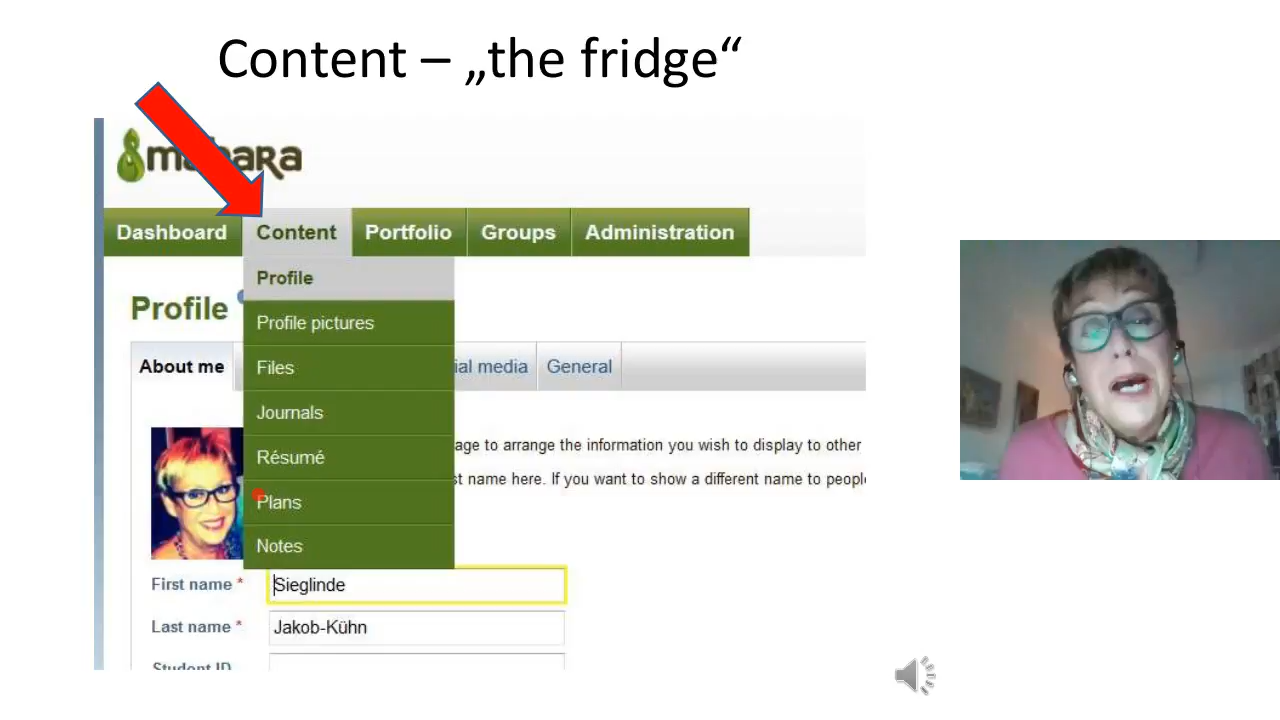 Content – „the fridge“
mahara
Dashboard Content Portfolio Groups Administration
Profile
Profile
Profile pictures
About me
Files
ial media General
Journals
age to arrange the information you wish to display to other
Résumé
st name here. If you want to show a different name to people
Plans
Notes
First name * Sieglinde
Last name * Jakob-Kühn
Student ID